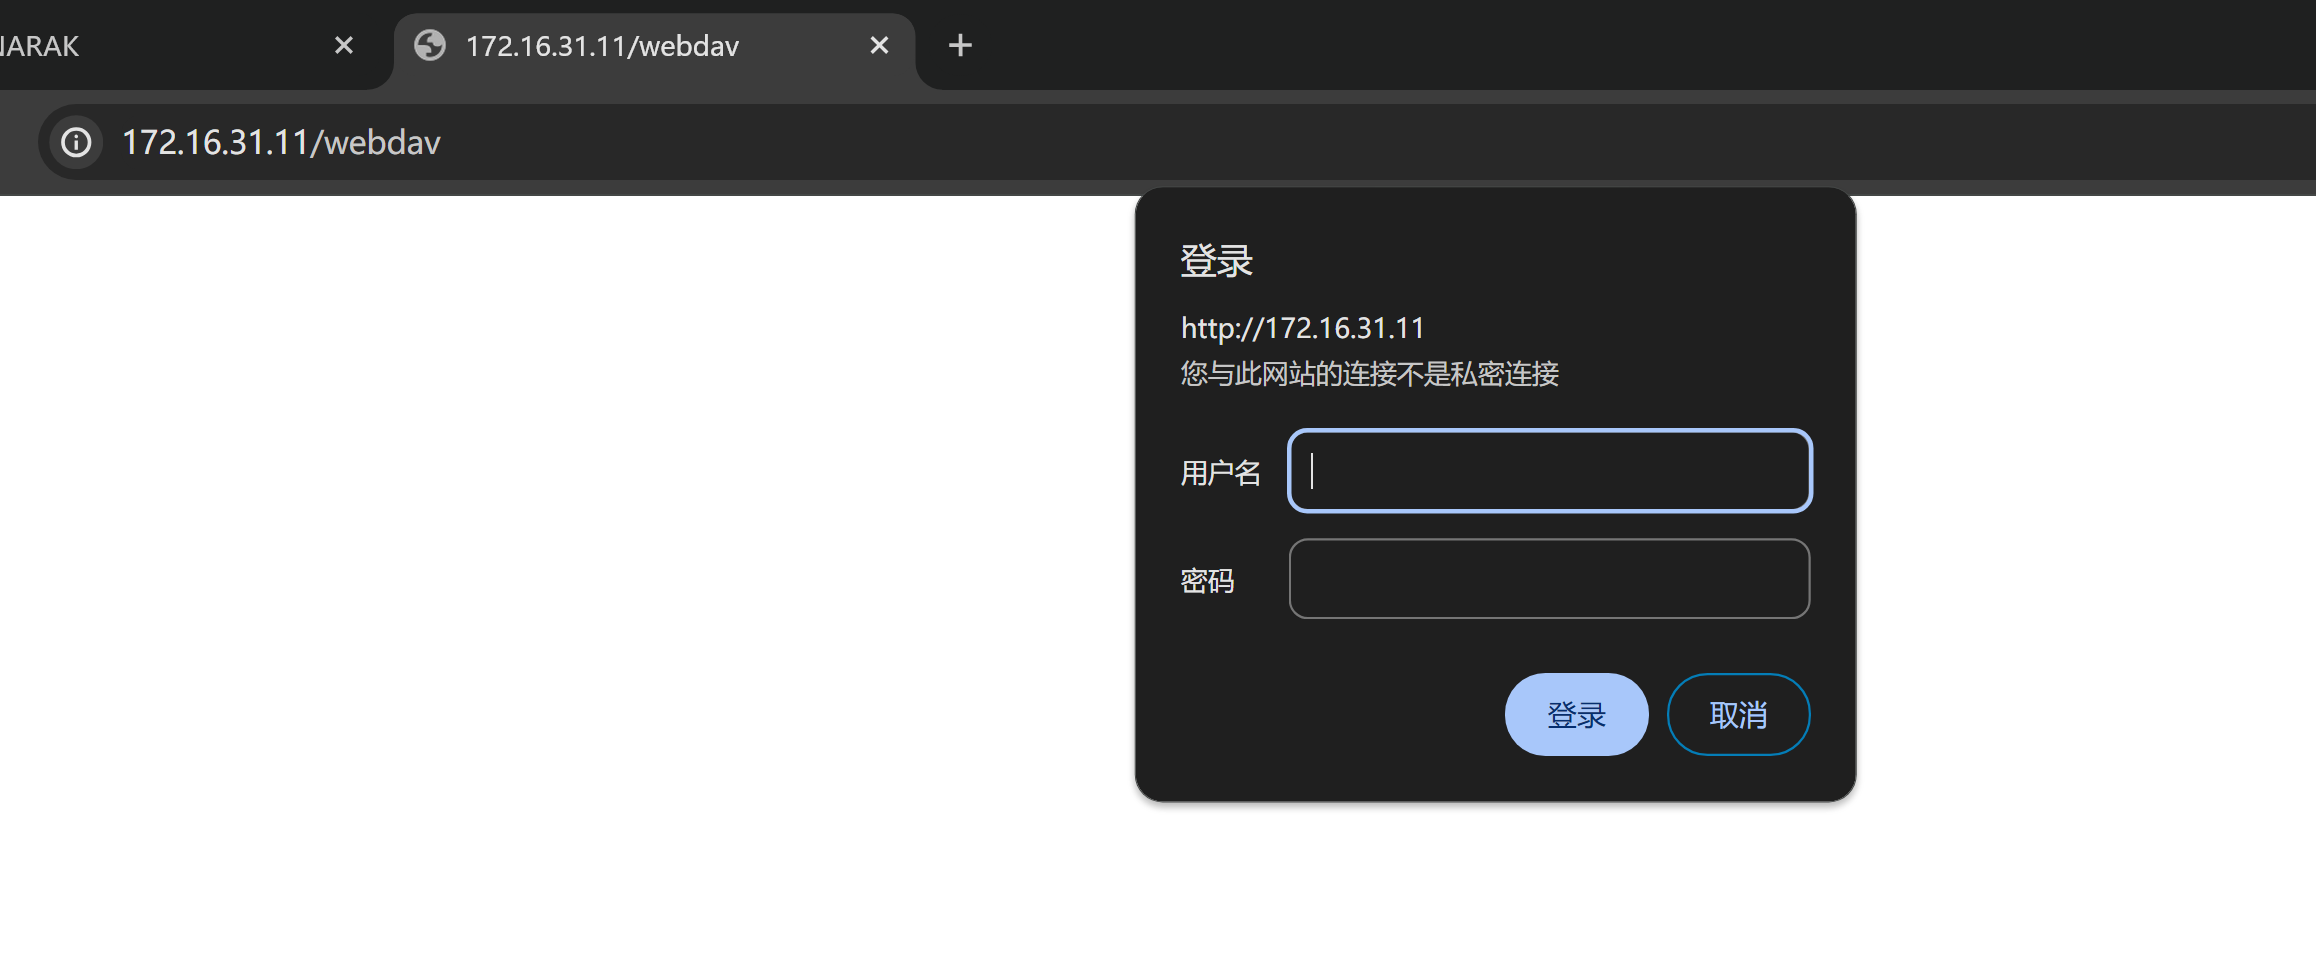 NARAK
172.16.31.11/webdav
172.16.31.11/webdav
登录
http://172.16.31.11
您与此网站的连接不是私密连接
用户名
密码
登录
取消